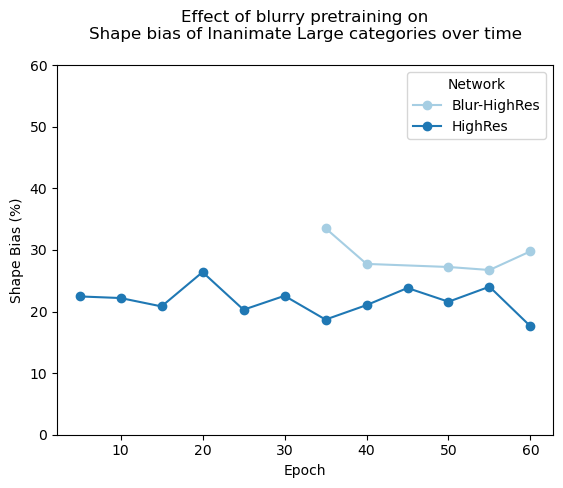 Effect of blurry pretraining on
Shape bias of Inanimate Large categories over time
Network
Blur-HighRes
HighRes
Shape Bias (%)
60
50
40
30
20
10
0
10 20 30 40 50 60
Epoch